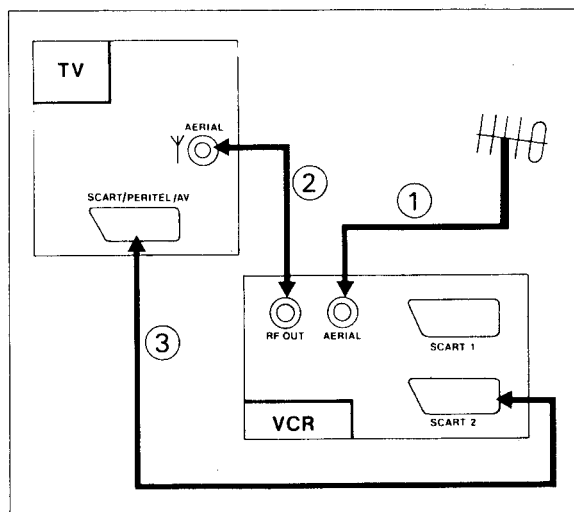 TV
AERIAL
SCART/PERITEL/AV
1
2
3
RF OUT
AERIAL
SCART 1
SCART 2
VCR